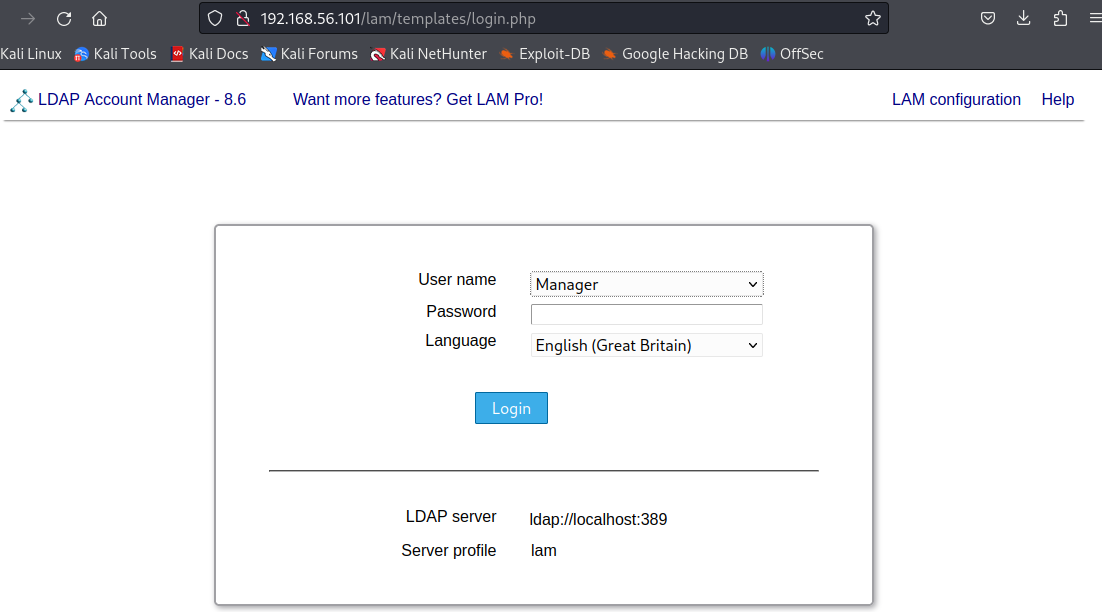 192.168.56.101/lam/templates/login.php
Kali Linux Kali Tools Kali Docs Kali Forums Kali NetHunter Exploit-DB Google Hacking DB OffSec
LDAP Account Manager - 8.6 Want more features? Get LAM Pro! LAM configuration Help
User name Manager
Password
Language English (Great Britain)
Login
LDAP server ldap://localhost:389
Server profile lam